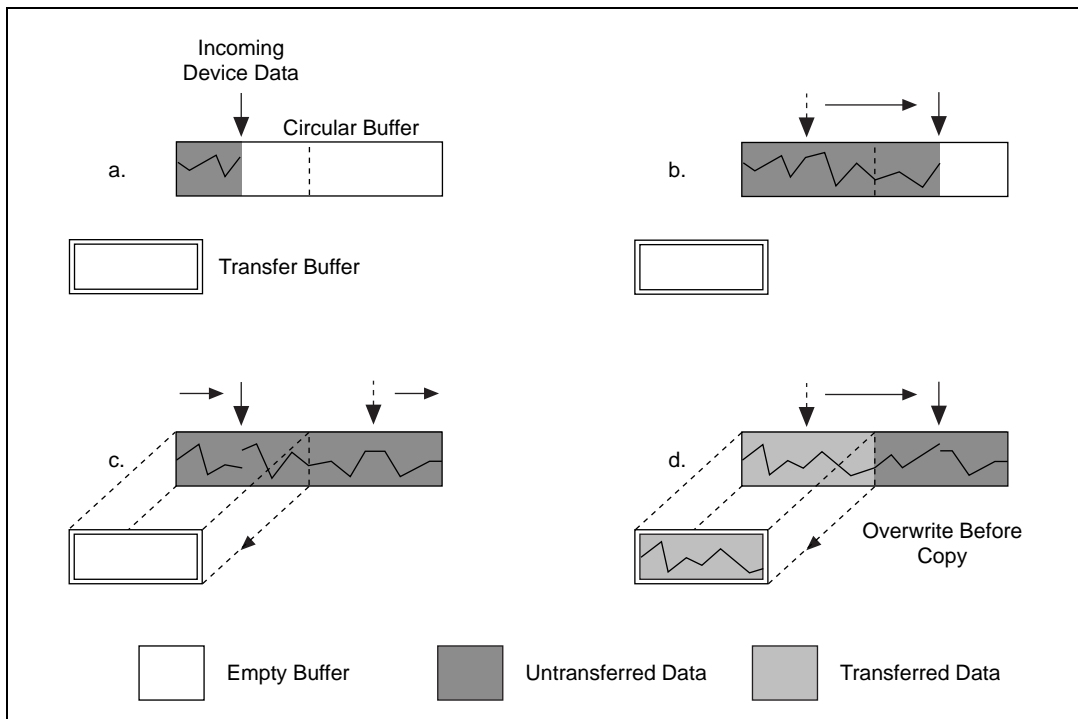 Incoming
Device Data
Circular Buffer
a.
b.
Transfer Buffer
c.
d.
Overwrite Before
Copy
Empty Buffer
Untransferred Data
Transferred Data